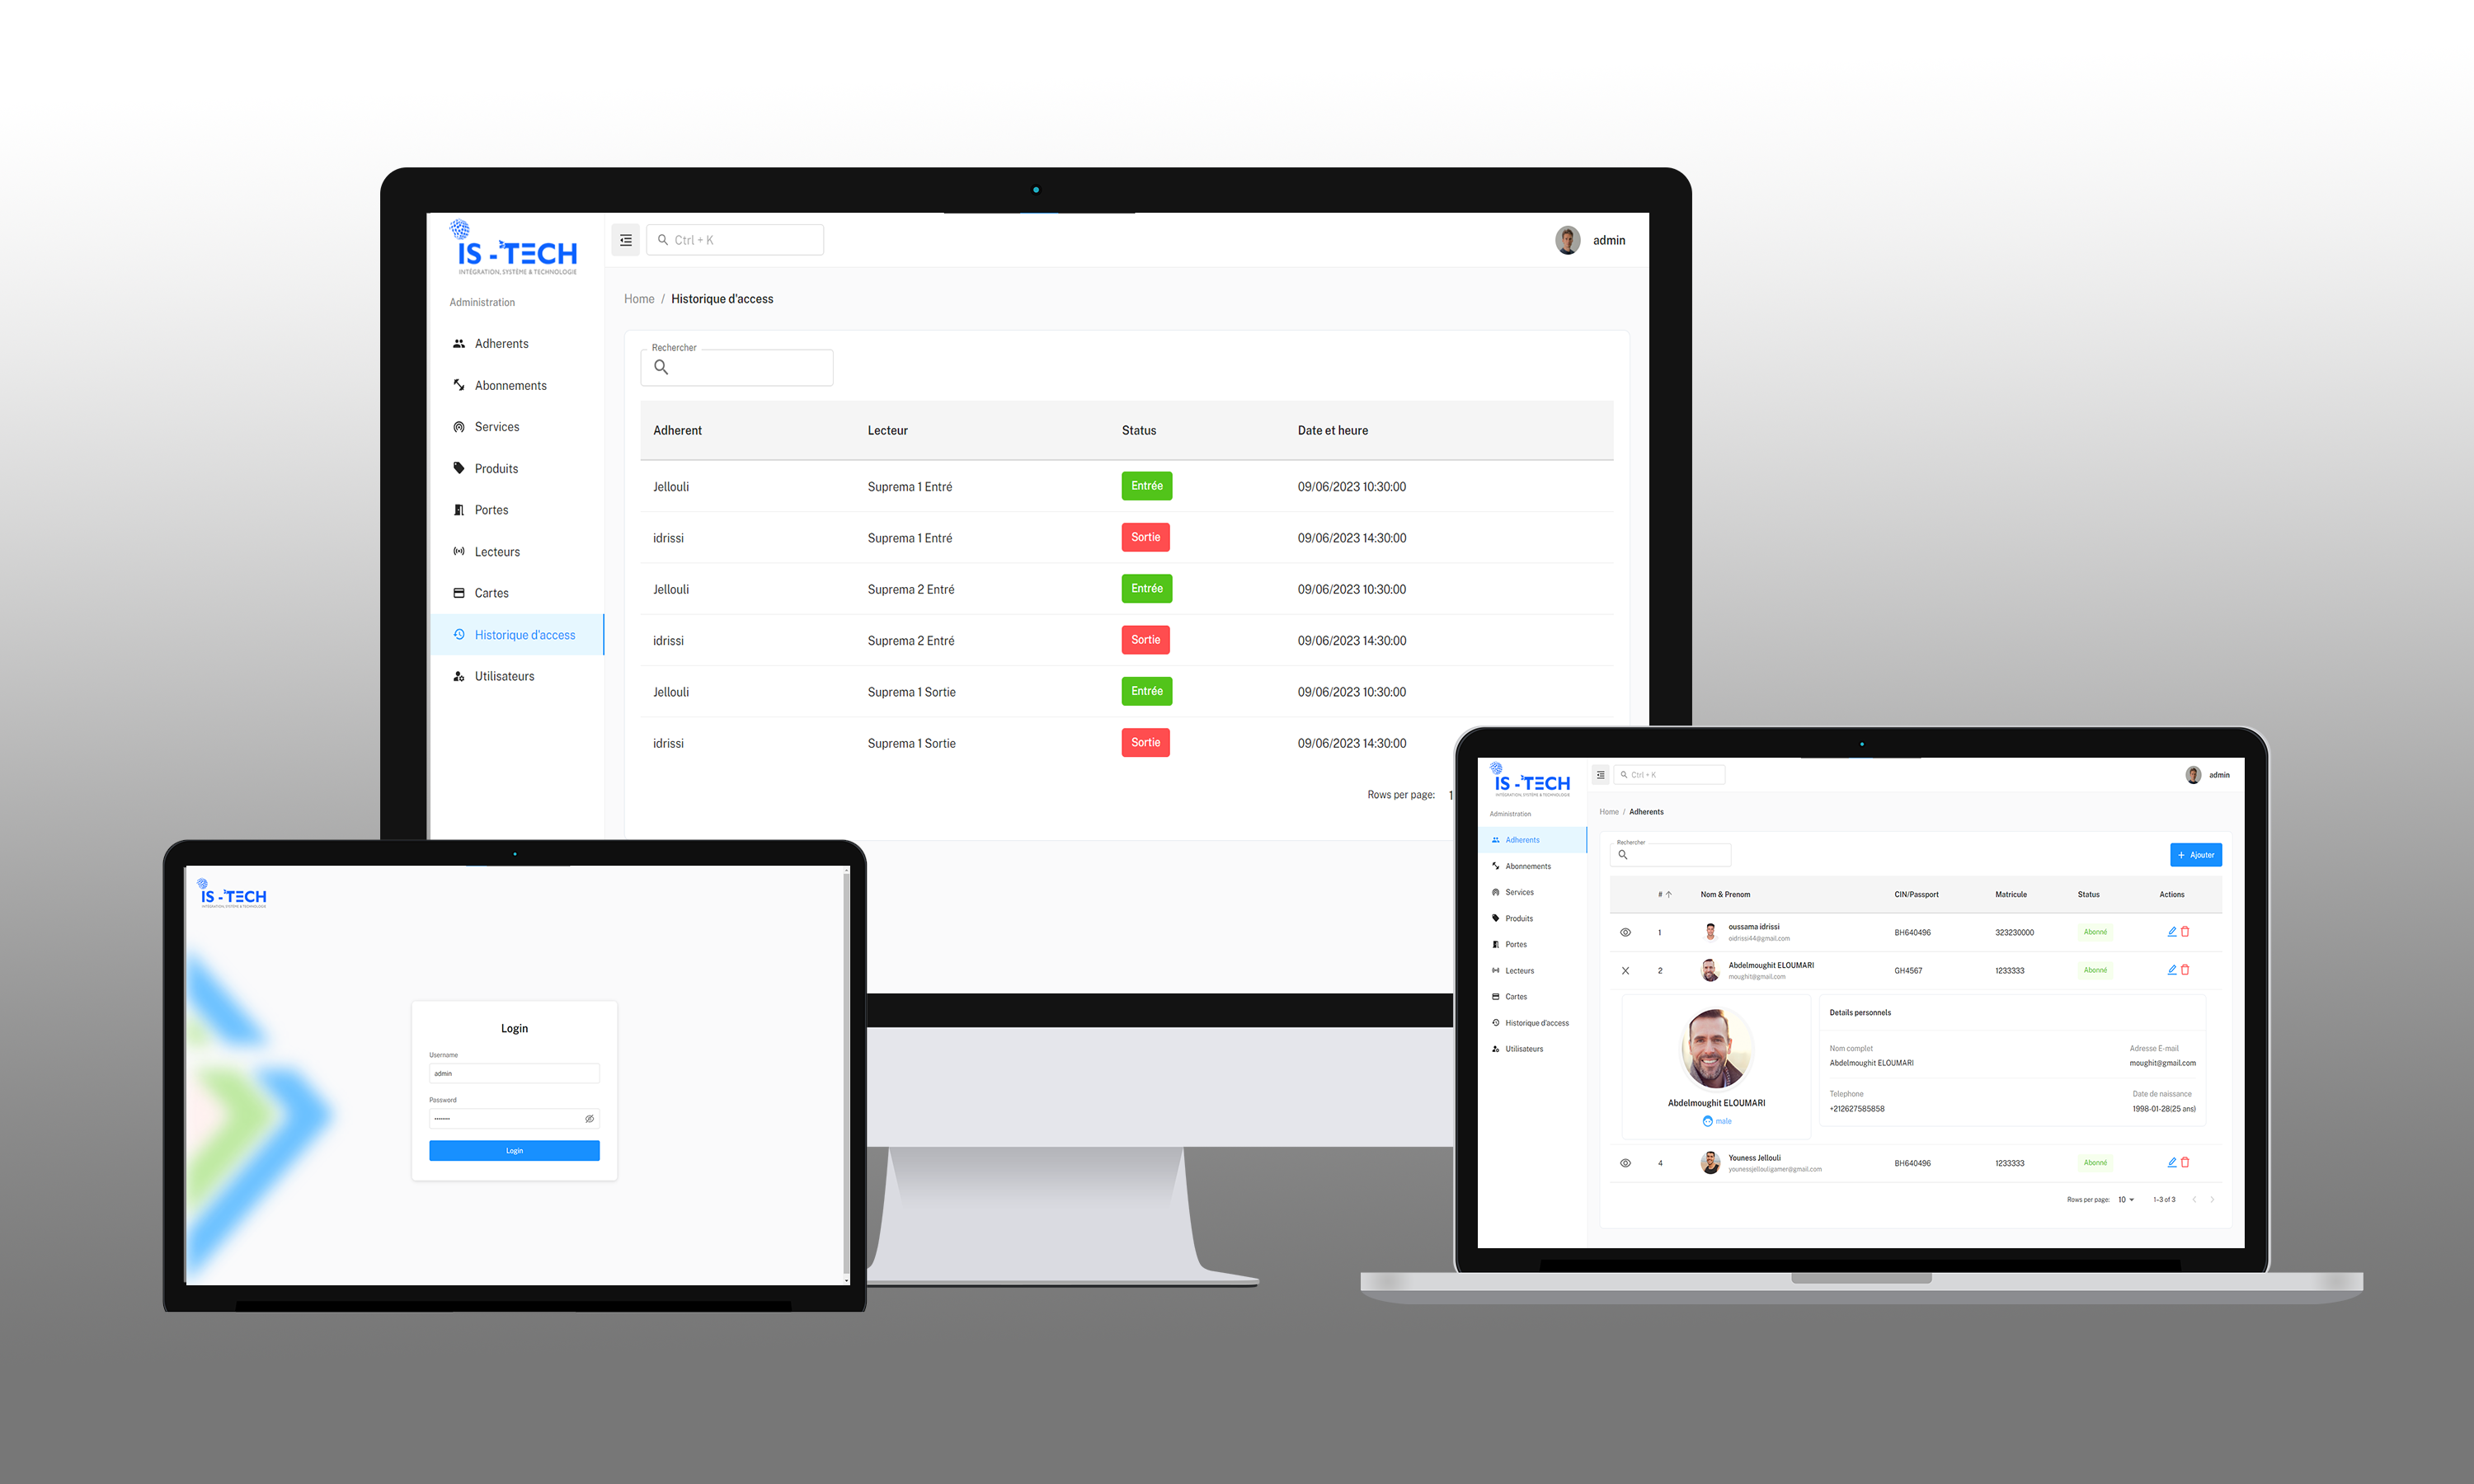 IS - TECH
INTÉGRATION, SYSTÈME & TECHNOLOGIE
Ctrl + K
admin
Administration
Adherents
Abonnements
Services
Produits
Portes
Lecteurs
Cartes
Historique d'access
Utilisateurs
Home / Historique d'access
Rechercher
Adherent Lecteur Status Date et heure
Jellouli Suprema 1 Entré Entrée 09/06/2023 10:30:00
idrissi Suprema 1 Entré Sortie 09/06/2023 14:30:00
Jellouli Suprema 2 Entré Entrée 09/06/2023 10:30:00
idrissi Suprema 2 Entré Sortie 09/06/2023 14:30:00
Jellouli Suprema 1 Sortie Entrée 09/06/2023 10:30:00
idrissi Suprema 1 Sortie Sortie 09/06/2023 14:30:00
Rows per page: 1
IS - TECH
INTÉGRATION, SYSTÈME & TECHNOLOGIE
Login
Username
admin
Password
Login
IS - TECH
INTÉGRATION, SYSTÈME & TECHNOLOGIE
Ctrl + K
admin
Administration
Adherents
Abonnements
Services
Produits
Portes
Lecteurs
Cartes
Historique d'access
Utilisateurs
Home / Adherents
Rechercher
+ Ajouter
# Nom & Prenom CIN/Passport Matricule Status Actions
1 oussama idrissi BH640496 323230000 Abonné
oidrissi44@gmail.com
2 Abdelmoughit ELOUMARI GH4567 1233333 Abonné
moughit@gmail.com
Abdelmoughit ELOUMARI
male
Details personnels
Nom complet Adresse E-mail
Abdelmoughit ELOUMARI moughit@gmail.com
Telephone Date de naissance
+212627585858 1998-01-28(25 ans)
4 Youness Jellouli BH640496 1233333 Abonné
younessjellouligamer@gmail.com
Rows per page: 10 1-3 of 3